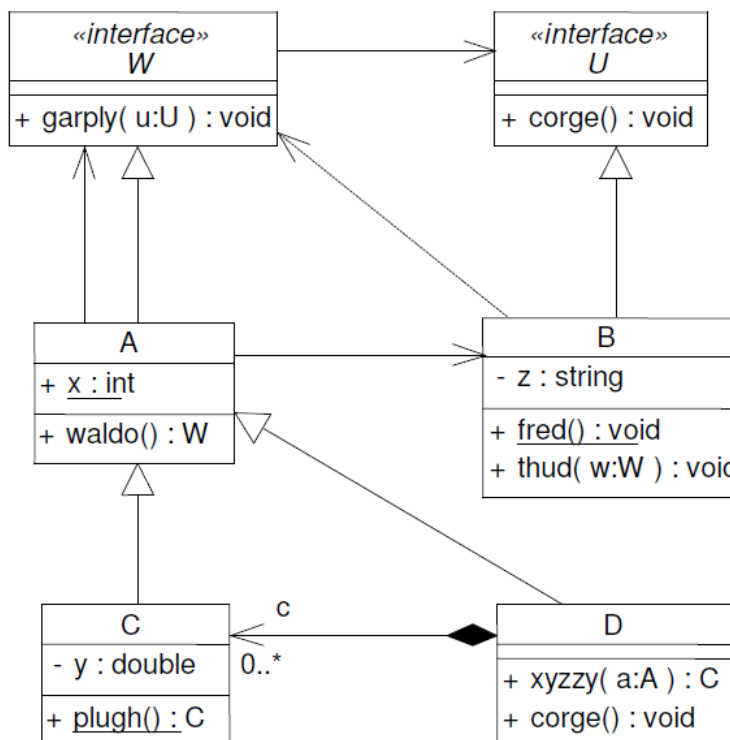 «interface»
W
+ garply( u:U ) : void
«interface»
U
+ corge() : void
A
+ x : int
+ waldo() : W
B
- z : string
+ fred() : void
+ thud( w:W ) : void
C
- y : double
+ plugh() : C
c
0..*
D
+ xyzzy( a:A ) : C
+ corge() : void